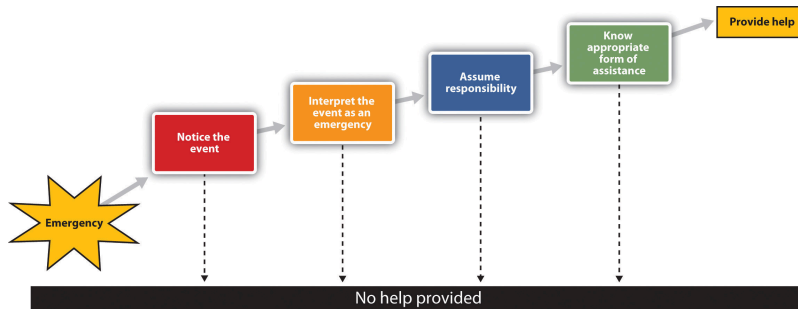 Emergency
Notice the
event
Interpret the
event as an
emergency
Assume
responsibility
Know
appropriate
form of
assistance
Provide help
No help provided